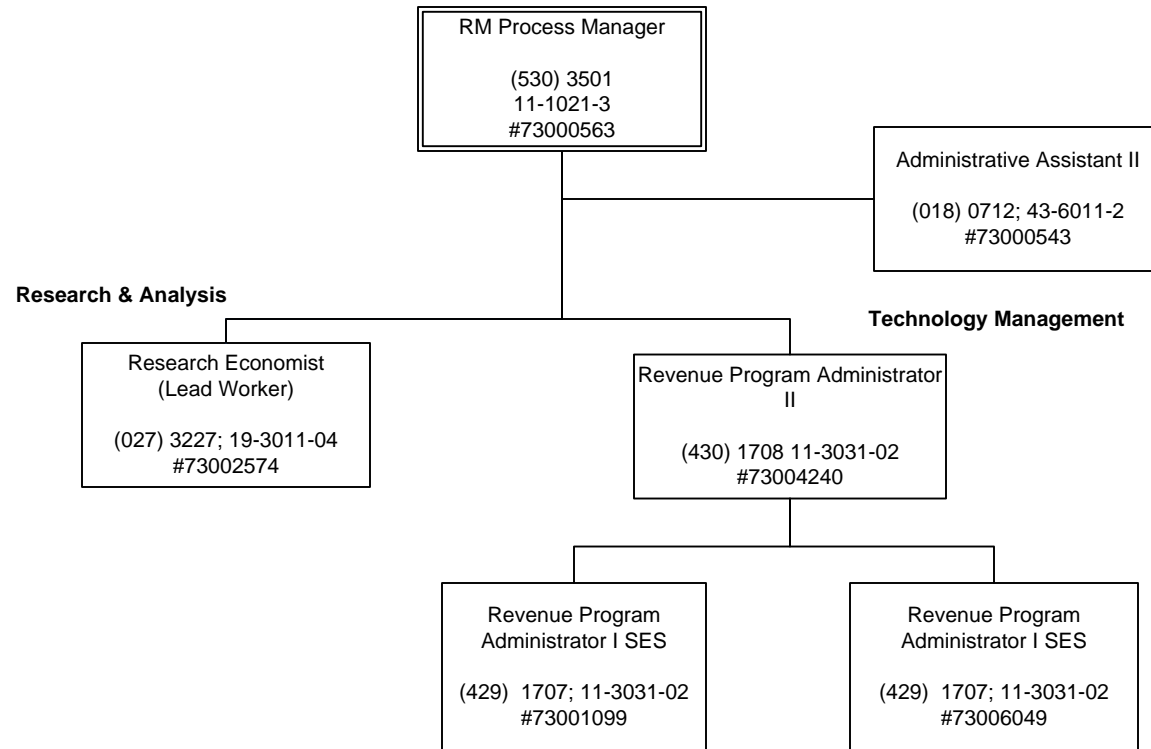 RM Process Manager
(530) 3501
11-1021-3
#73000563
Administrative Assistant II
(018) 0712; 43-6011-2
#73000543
Research & Analysis
Technology Management
Research Economist
(Lead Worker)
(027) 3227; 19-3011-04
#73002574
Revenue Program Administrator
II
(430) 1708 11-3031-02
#73004240
Revenue Program
Administrator I SES
(429)  1707; 11-3031-02
#73001099
Revenue Program
Administrator I SES
(429)  1707; 11-3031-02
#73006049